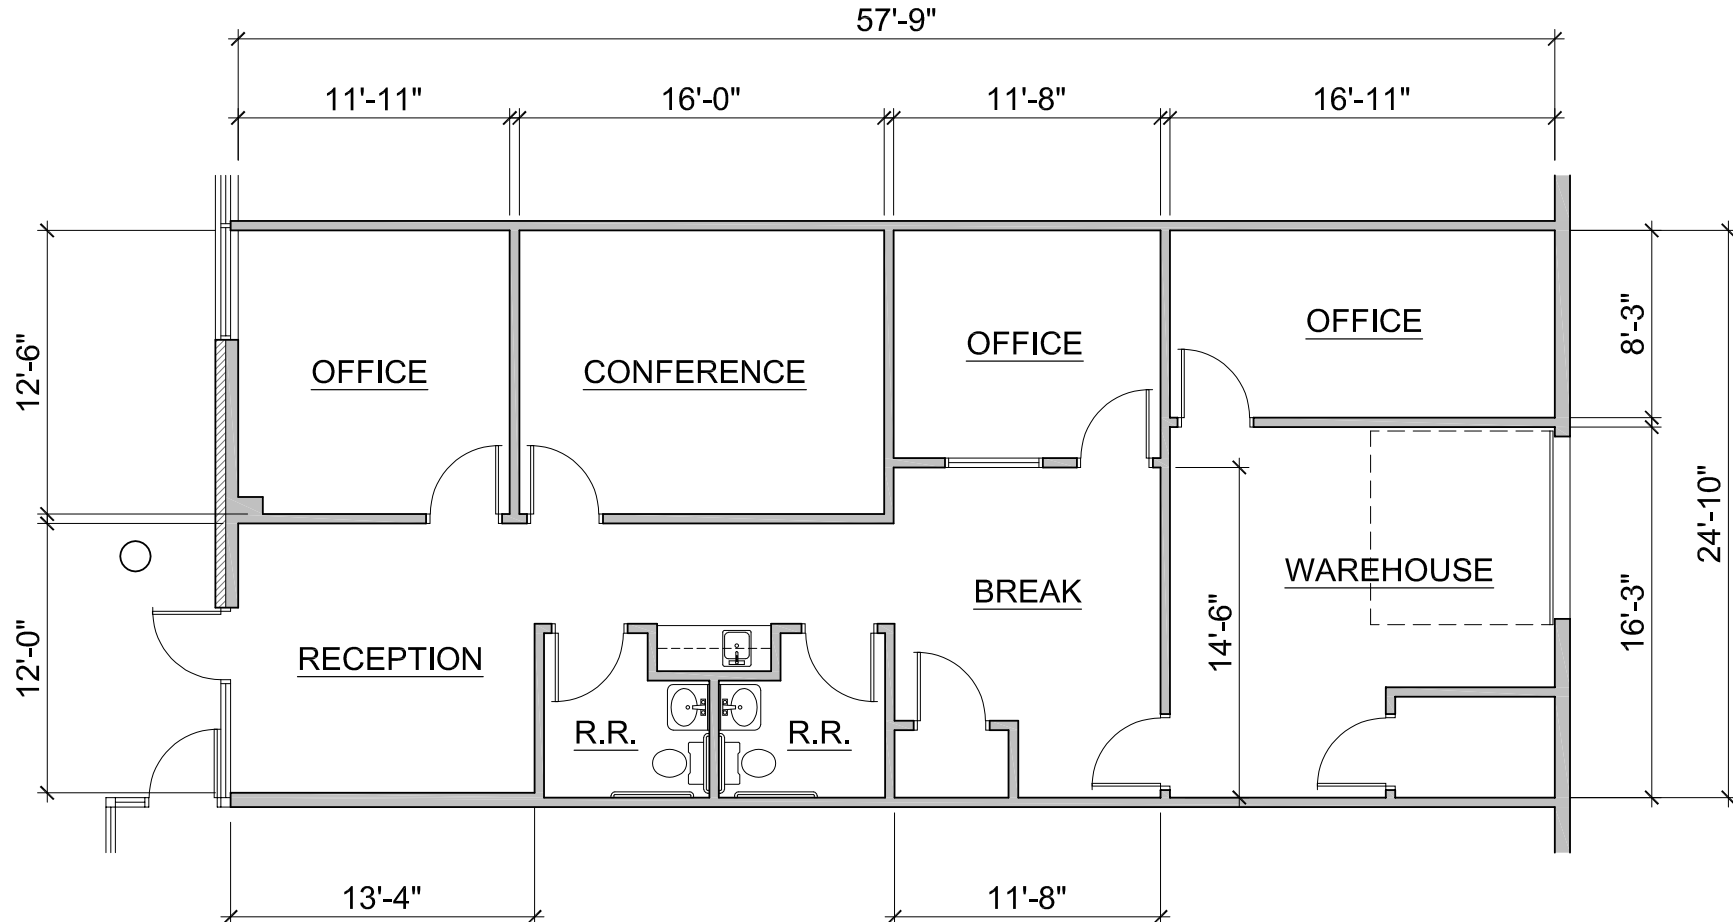 57'-9"
11'-11"
16'-0"
11'-8"
16'-11"
12'-6"
8'-3"
OFFICE
CONFERENCE
OFFICE
OFFICE
24'-10"
BREAK
WAREHOUSE
12'-0"
RECEPTION
14'-6"
16'-3"
R.R.
R.R.
13'-4"
11'-8"